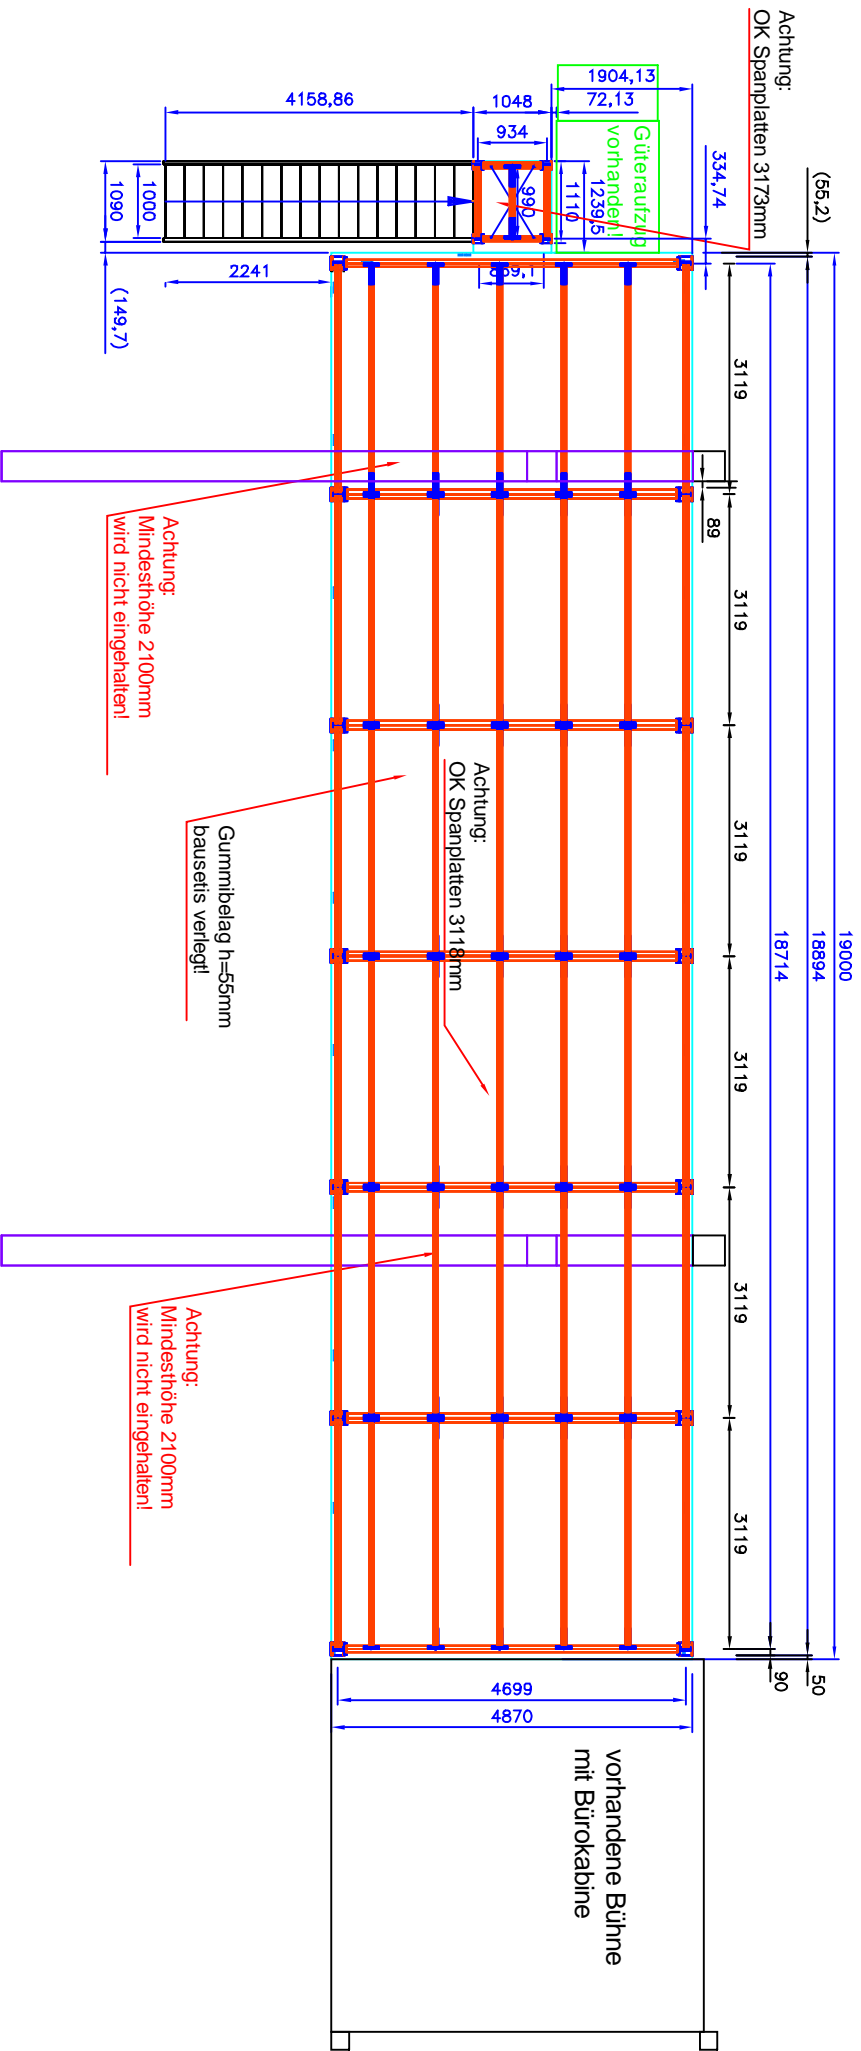 Achtung:
OK Spanplatten 3173mm
(55,2)
1904,13
72,13
334,74
Güteraufzug
vorhanden!
4158,86
1048
934
990
1110
1239,5
1090
1000
2241
(149,7)
19000
18894
18714
3119
3119
3119
3119
3119
3119
89
Achtung:
Mindesthöhe 2100mm
wird nicht eingehalten!
Achtung:
OK Spanplatten 3118mm
Gummibelag h=55mm
bausetis verlegt!
Achtung:
Mindesthöhe 2100mm
wird nicht eingehalten!
90
50
4699
4870
vorhandene Bühne
mit Bürokabine